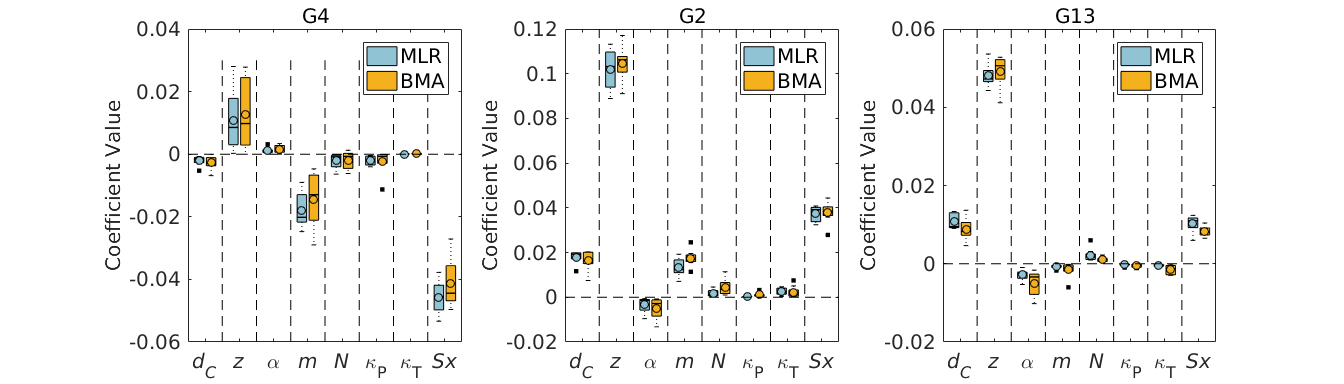 G4
0.04
0.02
0
-0.02
-0.04
-0.06
Coefficient Value
MLR
BMA
d_C z α m N κ_P κ_T Sx
G2
0.12
0.1
0.08
0.06
0.04
0.02
0
-0.02
Coefficient Value
MLR
BMA
d_C z α m N κ_P κ_T Sx
G13
0.06
0.04
0.02
0
-0.02
Coefficient Value
MLR
BMA
d_C z α m N κ_P κ_T Sx